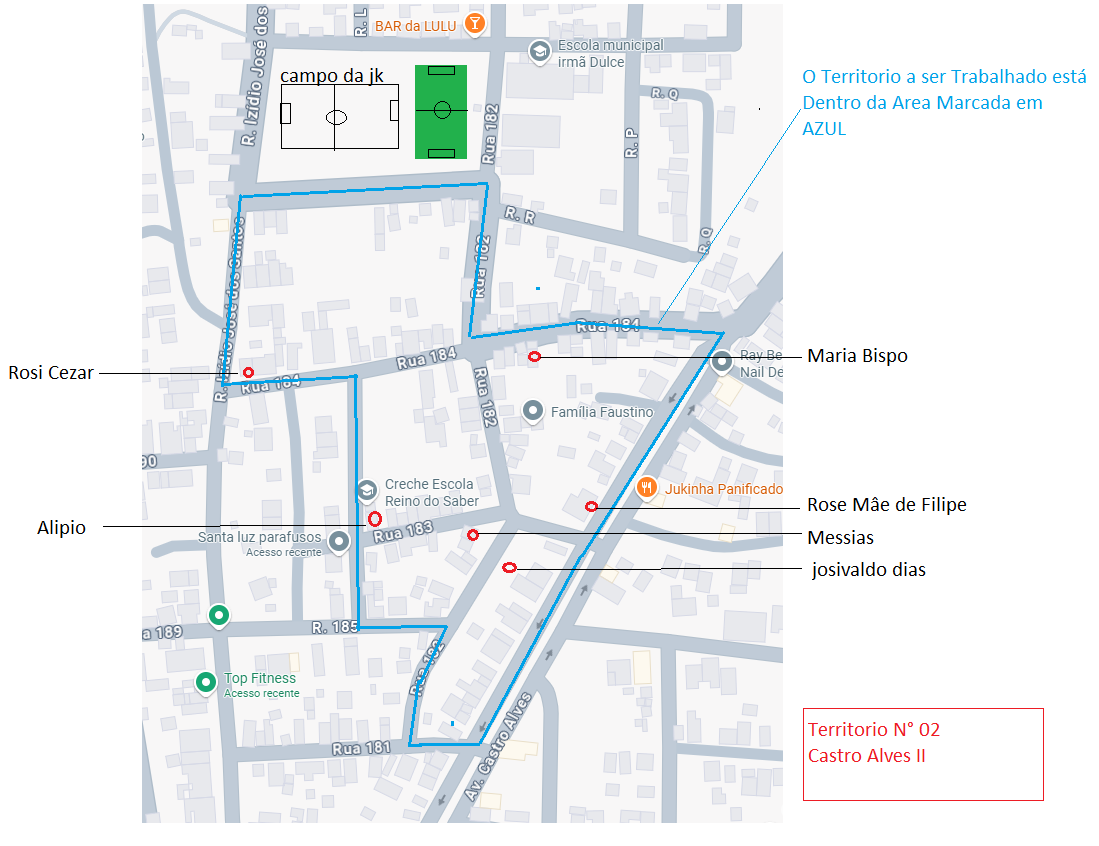 BAR da LULU
R. L
R. Izídio José dos
Escola municipal
irmã Dulce
campo da jk
O Territorio a ser Trabalhado está
Dentro da Area Marcada em
AZUL
R. Q
Rua 182
R. P
R. R
R. Q
Rua 182
R. Izídio José dos Santos
Rua 184
Rua 184
Ray Be
Nail De
Maria Bispo
Rosi Cezar
Rua 184
Rua 182
Família Faustino
90
Creche Escola
Reino do Saber
Jukinha Panificado
Rose Mâe de Filipe
Alipio
Rua 183
Santa luz parafusos
Acesso recente
Messias
josivaldo dias
a 189
R. 185
Rua 182
Top Fitness
Acesso recente
Av. Castro Alves
Rua 181
Territorio N° 02
Castro Alves II